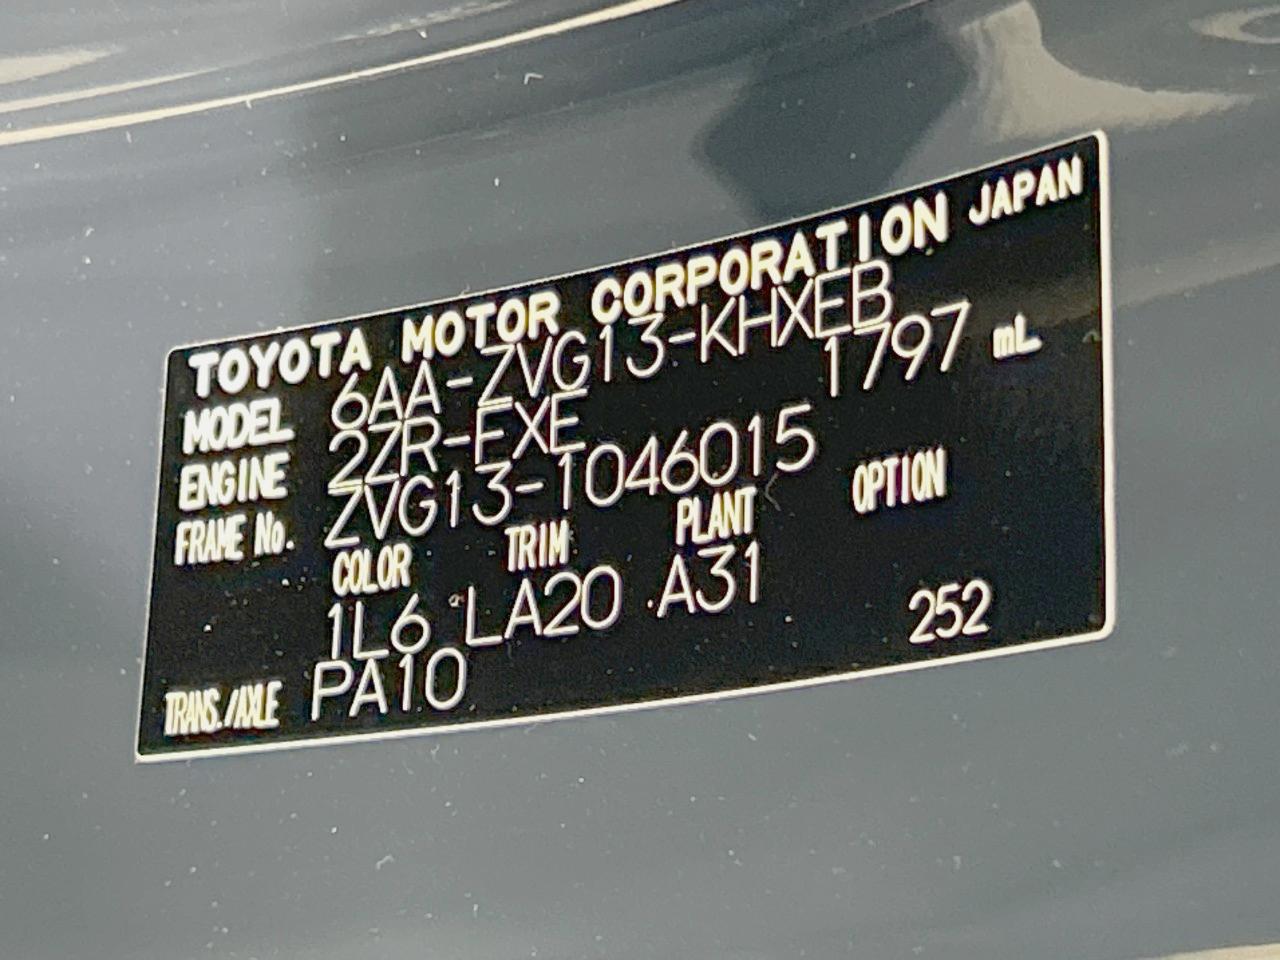 TOYOTA MOTOR CORPORATION JAPAN
MODEL 6AA-ZVG13-KHXEB
ENGINE 2ZR-FXE 1797 mL
FRAME No. ZVG13-1046015
COLOR TRIM PLANT OPTION
1L6 LA20 A31
TRANS./AXLE PA10 252